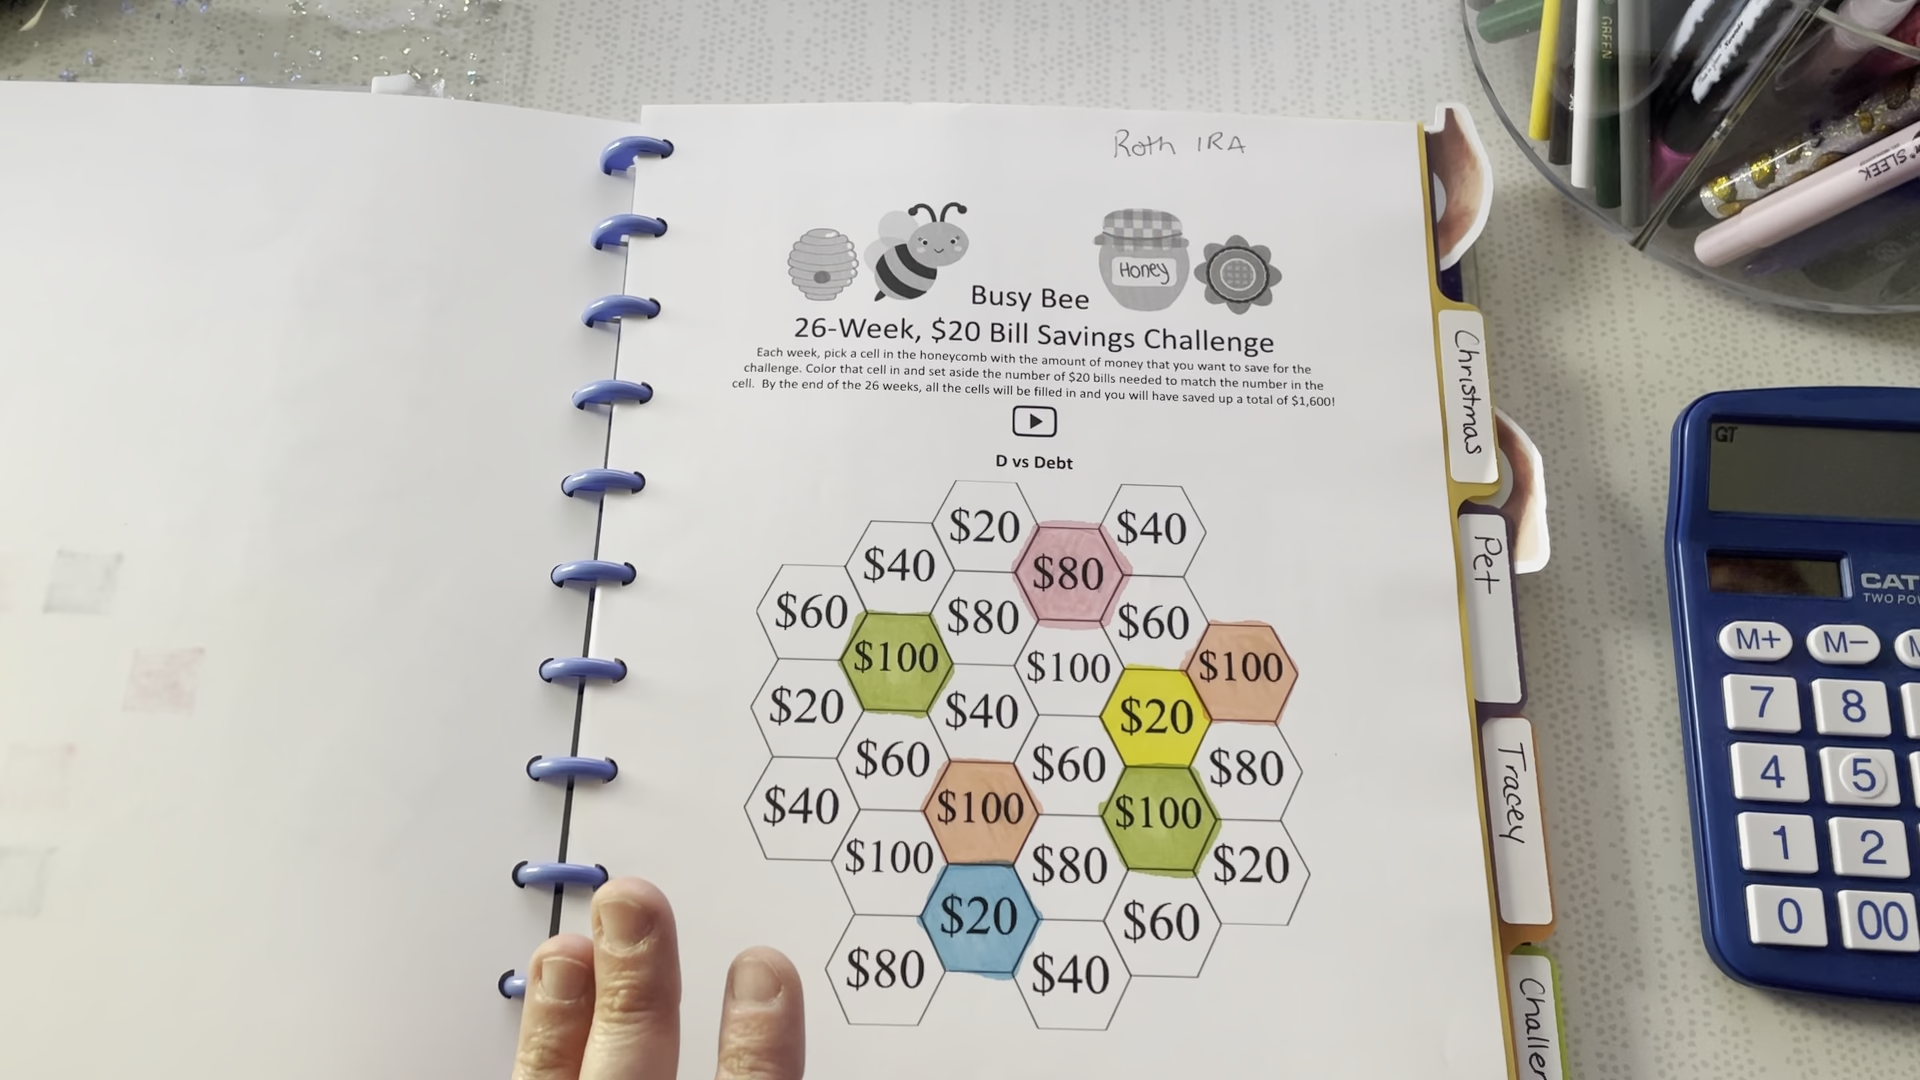 GREEN
SLEEK
Roth IRA
Honey
Busy Bee
26-Week, $20 Bill Savings Challenge
Each week, pick a cell in the honeycomb with the amount of money that you want to save for the
challenge. Color that cell in and set aside the number of $20 bills needed to match the number in the
cell. By the end of the 26 weeks, all the cells will be filled in and you will have saved up a total of $1,600!
D vs Debt
$20 $40
$40 $80
$60 $80 $60
$100 $100 $100
$20 $40 $20
$60 $60 $80
$40 $100 $100
$100 $80 $20
$20 $60
$80 $40
Christmas
Pet
Tracey
Challen
GT
CAT
TWO POW
M+ M-
7 8
4 5
1 2
0 00